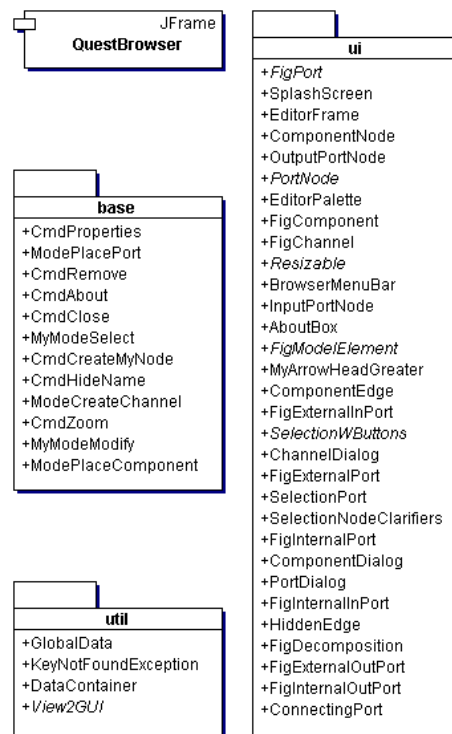 JFrame
QuestBrowser
base
+CmdProperties
+ModePlacePort
+CmdRemove
+CmdAbout
+CmdClose
+MyModeSelect
+CmdCreateMyNode
+CmdHideName
+ModeCreateChannel
+CmdZoom
+MyModeModify
+ModePlaceComponent
util
+GlobalData
+KeyNotFoundException
+DataContainer
+View2GUI
ui
+FigPort
+SplashScreen
+EditorFrame
+ComponentNode
+OutputPortNode
+PortNode
+EditorPalette
+FigComponent
+FigChannel
+Resizable
+BrowserMenuBar
+InputPortNode
+AboutBox
+FigModelElement
+MyArrowHeadGreater
+ComponentEdge
+FigExternalInPort
+SelectionWButtons
+ChannelDialog
+FigExternalPort
+SelectionPort
+SelectionNodeClarifiers
+FigInternalPort
+ComponentDialog
+PortDialog
+FigInternalInPort
+HiddenEdge
+FigDecomposition
+FigExternalOutPort
+FigInternalOutPort
+ConnectingPort